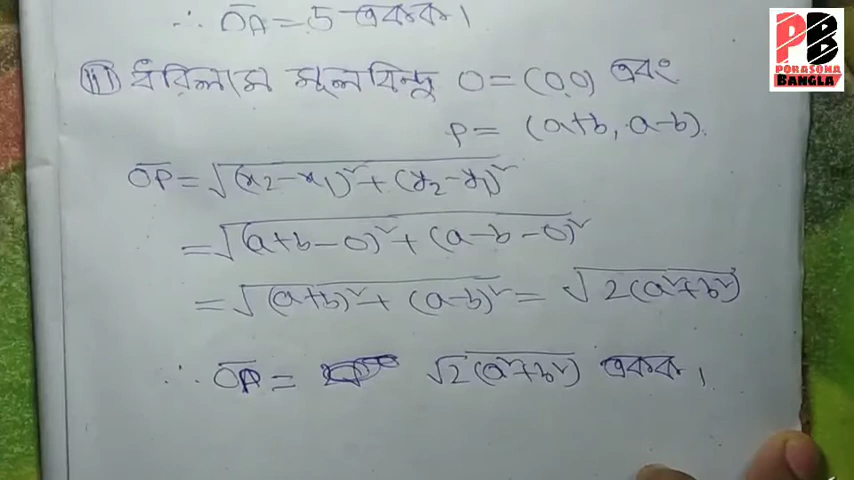 ∴ OA = 5 একক।
PB
PORASONA
BANGLA
(iii) ধরিলাম মূলবিন্দু O = (0,0) এবং
P = (a+b, a-b).
OP = √(x₂-x₁)² + (y₂-y₁)²
= √(a+b-0)² + (a-b-0)²
= √(a+b)² + (a-b)² = √2(a²+b²)
∴ OP = √2(a²+b²) একক।